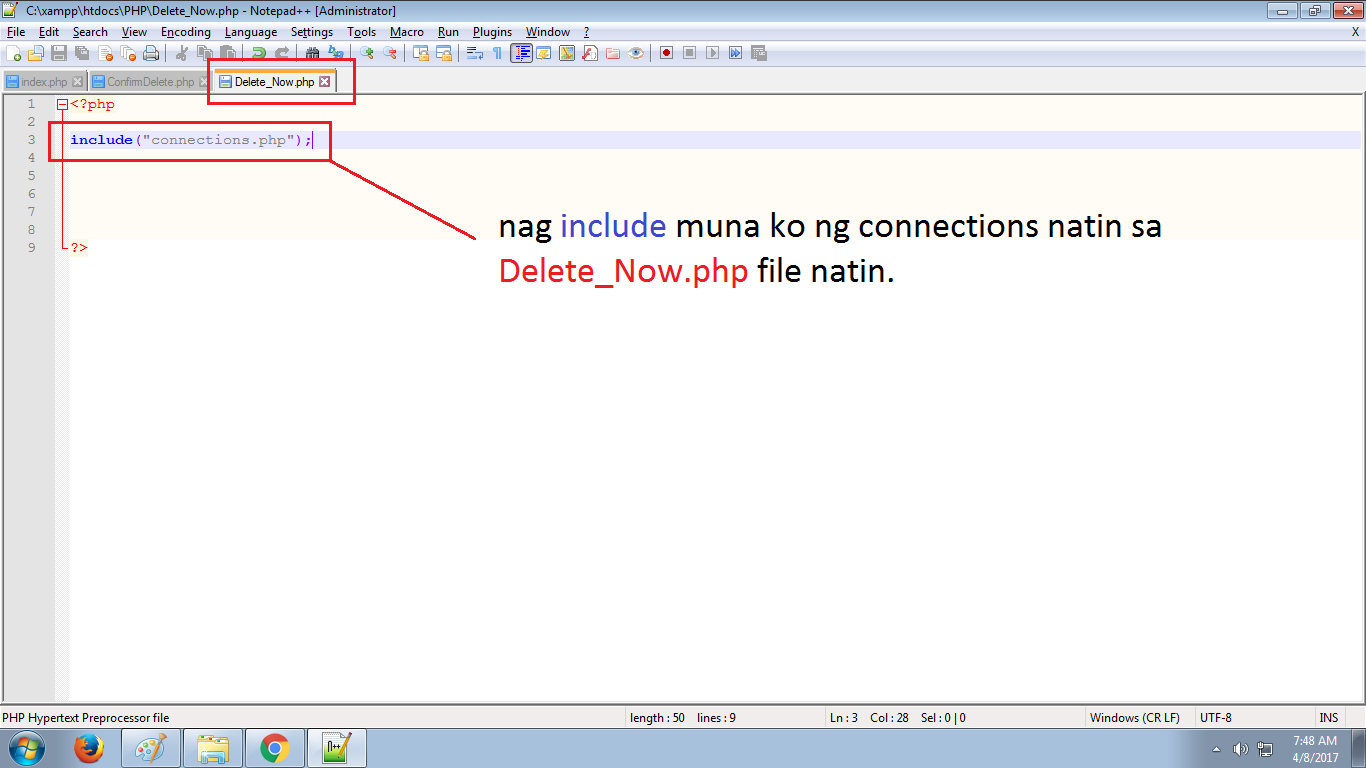 C:\xampp\htdocs\PHP\Delete_Now.php - Notepad++ [Administrator]
File Edit Search View Encoding Language Settings Tools Macro Run Plugins Window ? X
index.php ConfirmDelete.php Delete_Now.php
1 <?php
2
3 include("connections.php");
4
5
6
7
8
9 ?>
nag include muna ko ng connections natin sa
Delete_Now.php file natin.
PHP Hypertext Preprocessor file length : 50 lines : 9 Ln : 3 Col : 28 Sel : 0 | 0 Windows (CR LF) UTF-8 INS
7:48 AM
4/8/2017